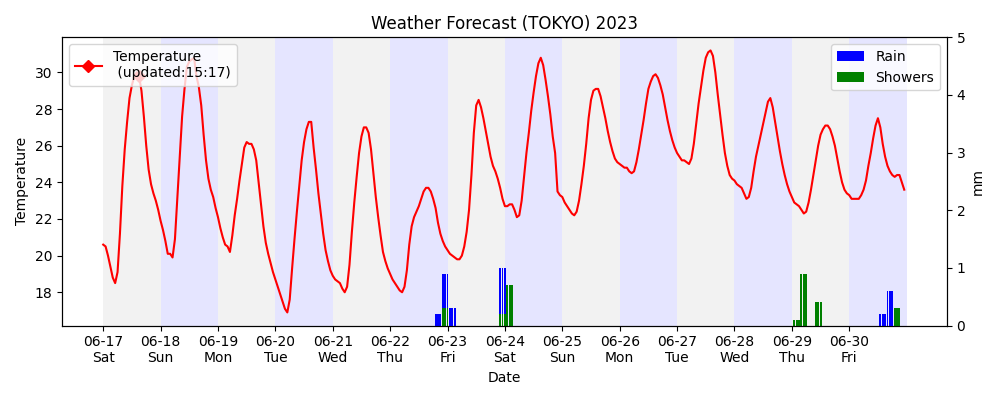 Weather Forecast (TOKYO) 2023
Temperature
(updated:15:17)
Rain
Showers
Temperature
30
28
26
24
22
20
18
5
4
3
2
1
0
mm
06-17 06-18 06-19 06-20 06-21 06-22 06-23 06-24 06-25 06-26 06-27 06-28 06-29 06-30
Sat Sun Mon Tue Wed Thu Fri Sat Sun Mon Tue Wed Thu Fri
Date